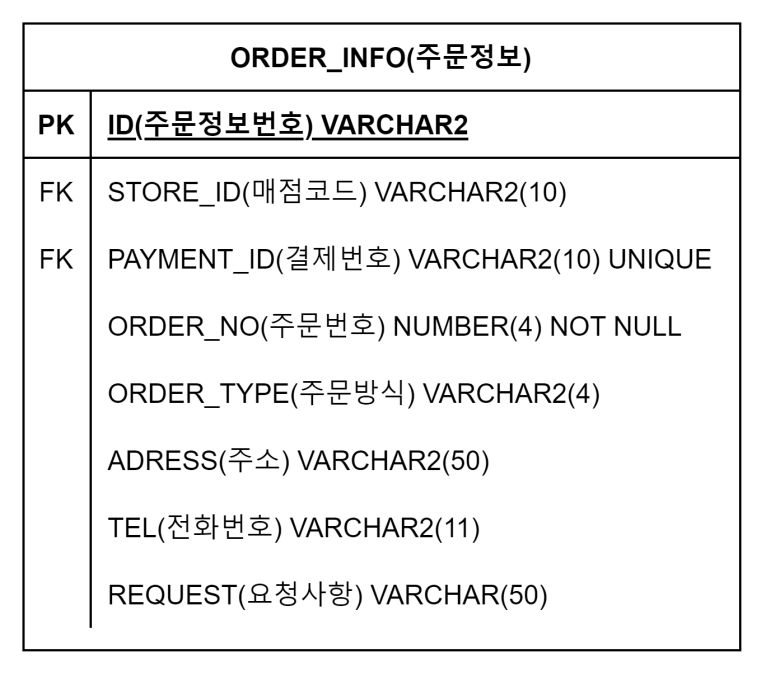 ORDER_INFO(주문정보)
PK ID(주문정보번호) VARCHAR2
FK STORE_ID(매점코드) VARCHAR2(10)
FK PAYMENT_ID(결제번호) VARCHAR2(10) UNIQUE
ORDER_NO(주문번호) NUMBER(4) NOT NULL
ORDER_TYPE(주문방식) VARCHAR2(4)
ADRESS(주소) VARCHAR2(50)
TEL(전화번호) VARCHAR2(11)
REQUEST(요청사항) VARCHAR(50)